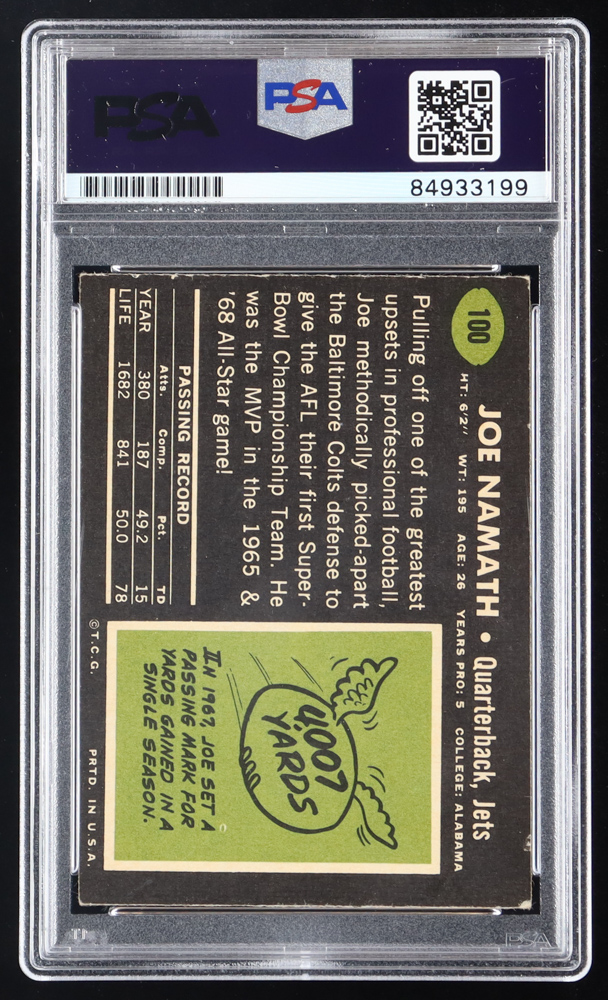 PSA
PSA
84933199
100
JOE NAMATH • Quarterback, Jets
HT: 6'2" WT: 195 AGE: 26 YEARS PRO: 5 COLLEGE: ALABAMA
Pulling off one of the greatest
upsets in professional football,
Joe methodically picked-apart
the Baltimore Colts defense to
give the AFL their first Super-
Bowl Championship Team. He
was the MVP in the 1965 &
'68 All-Star game!
PASSING RECORD
Atts. Comp. Pct. TD
YEAR 380 187 49.2 15
LIFE 1682 841 50.0 78
4,007
YARDS
IN 1967, JOE SET A
PASSING MARK FOR
YARDS GAINED IN A
SINGLE SEASON.
©T.C.G. PRTD. IN U.S.A.
PSA